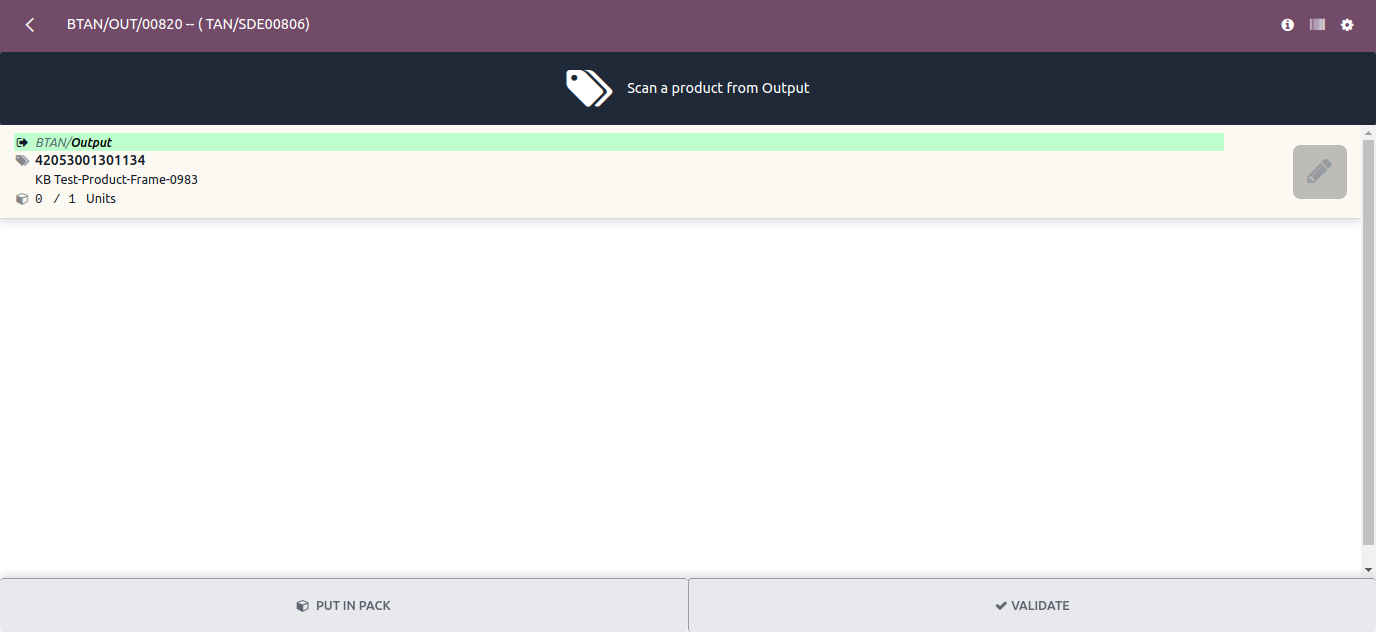 BTAN/OUT/00820 -- ( TAN/SDE00806)
Scan a product from Output
BTAN/Output
42053001301134
KB Test-Product-Frame-0983
0 / 1 Units
PUT IN PACK
VALIDATE